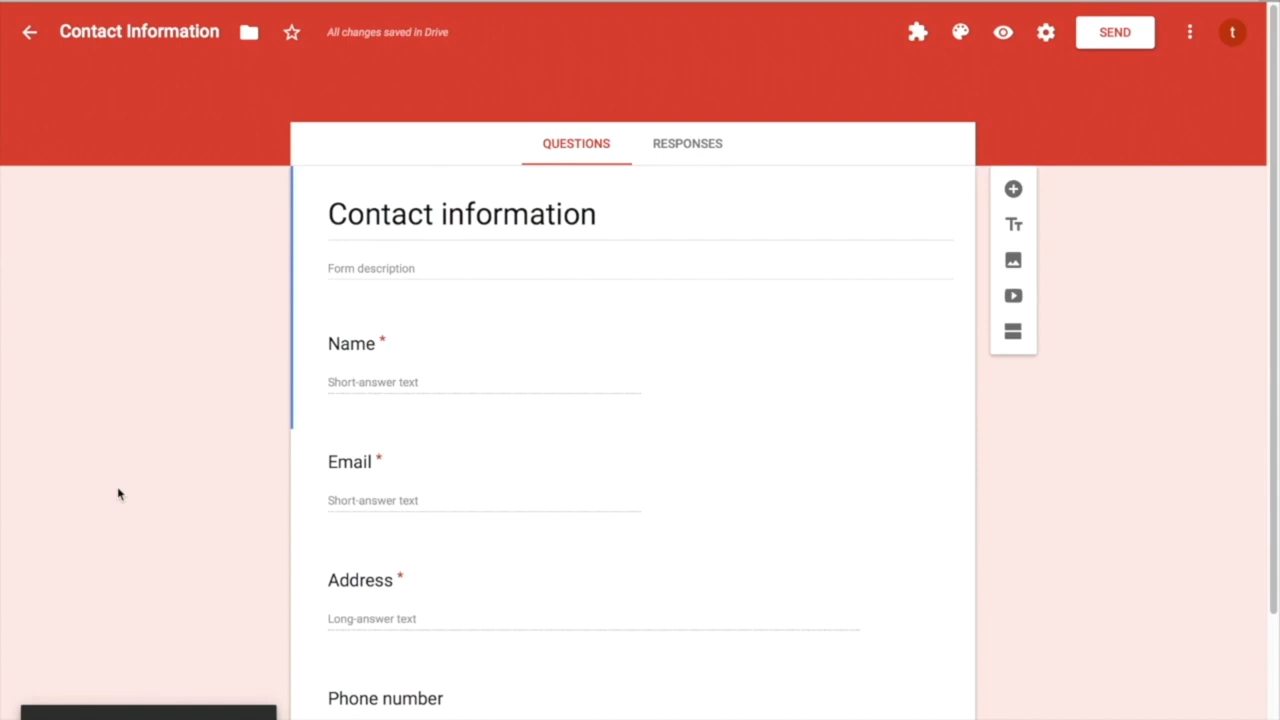 Contact Information
All changes saved in Drive
SEND
t
QUESTIONS RESPONSES
Contact information
Form description
Name *
Short-answer text
Email *
Short-answer text
Address *
Long-answer text
Phone number